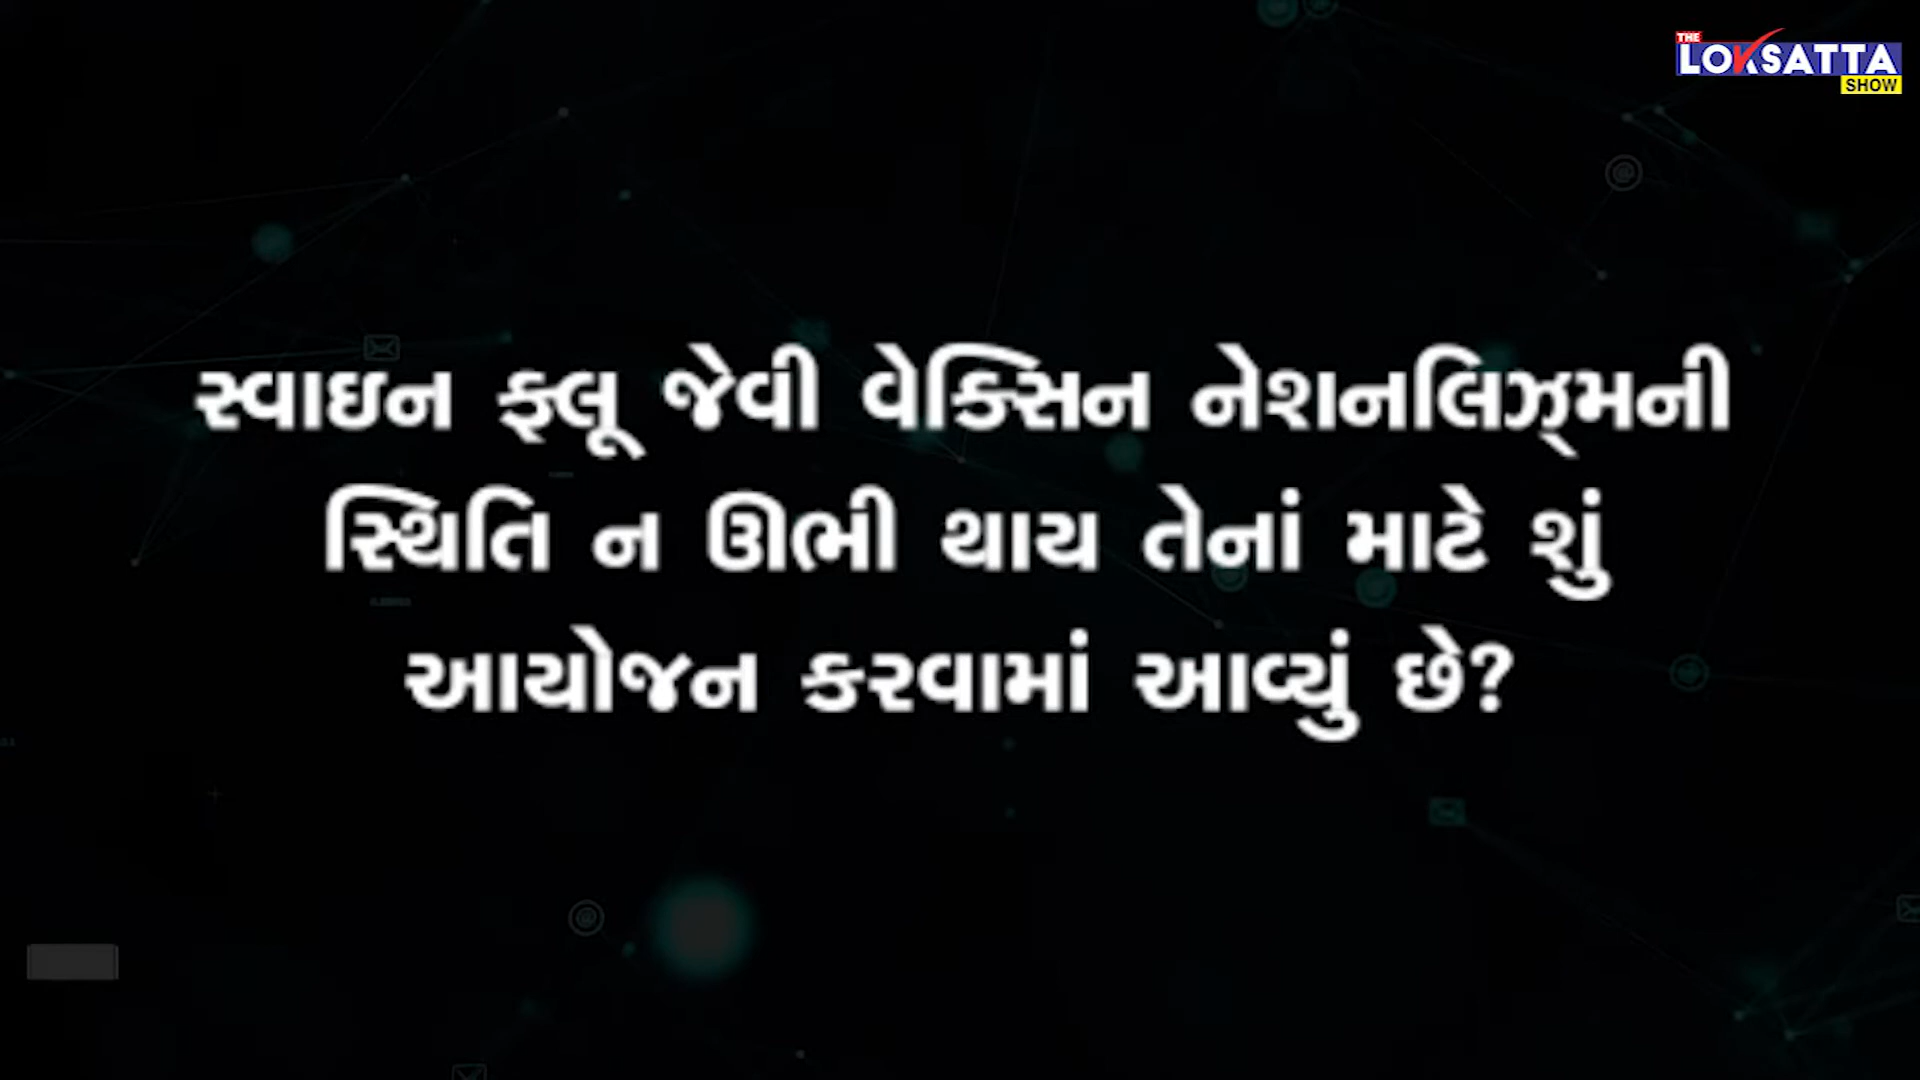 THE
LOKSATTA
SHOW
સ્વાઇન ફ્લૂ જેવી વેક્સિન નેશનલિઝ્મની
સ્થિતિ ન ઊભી થાય તેનાં માટે શું
આયોજન કરવામાં આવ્યું છે?